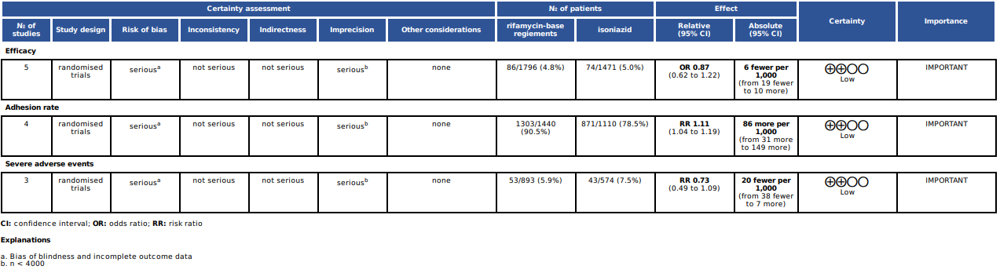 Certainty assessment № of patients Effect Certainty Importance
№ of studies Study design Risk of bias Inconsistency Indirectness Imprecision Other considerations rifamycin-base regiements isoniazid Relative (95% CI) Absolute (95% CI)
Efficacy
5 randomised trials serious^a not serious not serious serious^b none 86/1796 (4.8%) 74/1471 (5.0%) OR 0.87 (0.62 to 1.22) 6 fewer per 1,000 (from 19 fewer to 10 more) ⨁⨁◯◯ Low IMPORTANT
Adhesion rate
4 randomised trials serious^a not serious not serious serious^b none 1303/1440 (90.5%) 871/1110 (78.5%) RR 1.11 (1.04 to 1.19) 86 more per 1,000 (from 31 more to 149 more) ⨁⨁◯◯ Low IMPORTANT
Severe adverse events
3 randomised trials serious^a not serious not serious serious^b none 53/893 (5.9%) 43/574 (7.5%) RR 0.73 (0.49 to 1.09) 20 fewer per 1,000 (from 38 fewer to 7 more) ⨁⨁◯◯ Low IMPORTANT
CI: confidence interval; OR: odds ratio; RR: risk ratio
Explanations
a. Bias of blindness and incomplete outcome data
b. n < 4000